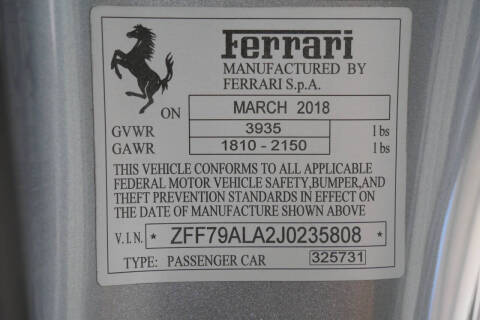 Ferrari
MANUFACTURED BY
FERRARI S.p.A.
ON MARCH 2018
GVWR 3935 lbs
GAWR 1810 - 2150 lbs
THIS VEHICLE CONFORMS TO ALL APPLICABLE
FEDERAL MOTOR VEHICLE SAFETY,BUMPER,AND
THEFT PREVENTION STANDARDS IN EFFECT ON
THE DATE OF MANUFACTURE SHOWN ABOVE
V.I.N. * ZFF79ALA2J0235808 *
TYPE: PASSENGER CAR 325731